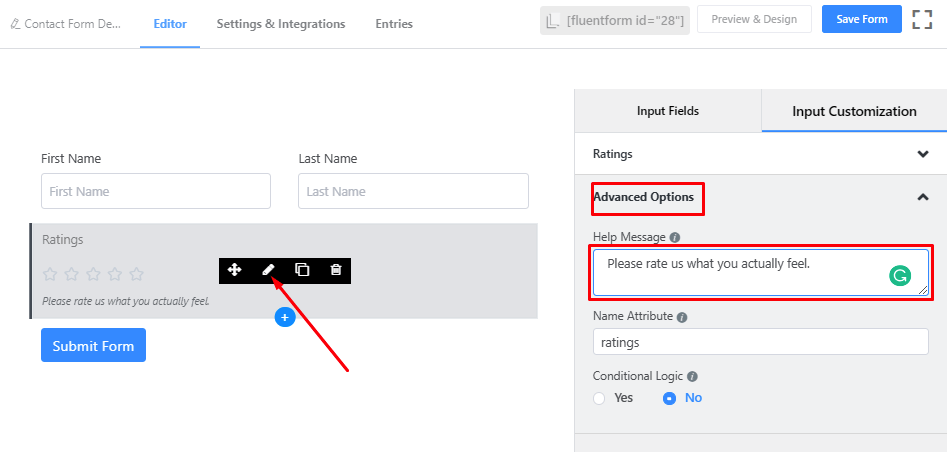 Contact Form De... Editor Settings & Integrations Entries [fluentform id="28"] Preview & Design Save Form
Input Fields Input Customization
Ratings
Advanced Options
Help Message
Please rate us what you actually feel.
Name Attribute
ratings
Conditional Logic
Yes No
First Name Last Name
First Name Last Name
Ratings
Please rate us what you actually feel.
Submit Form